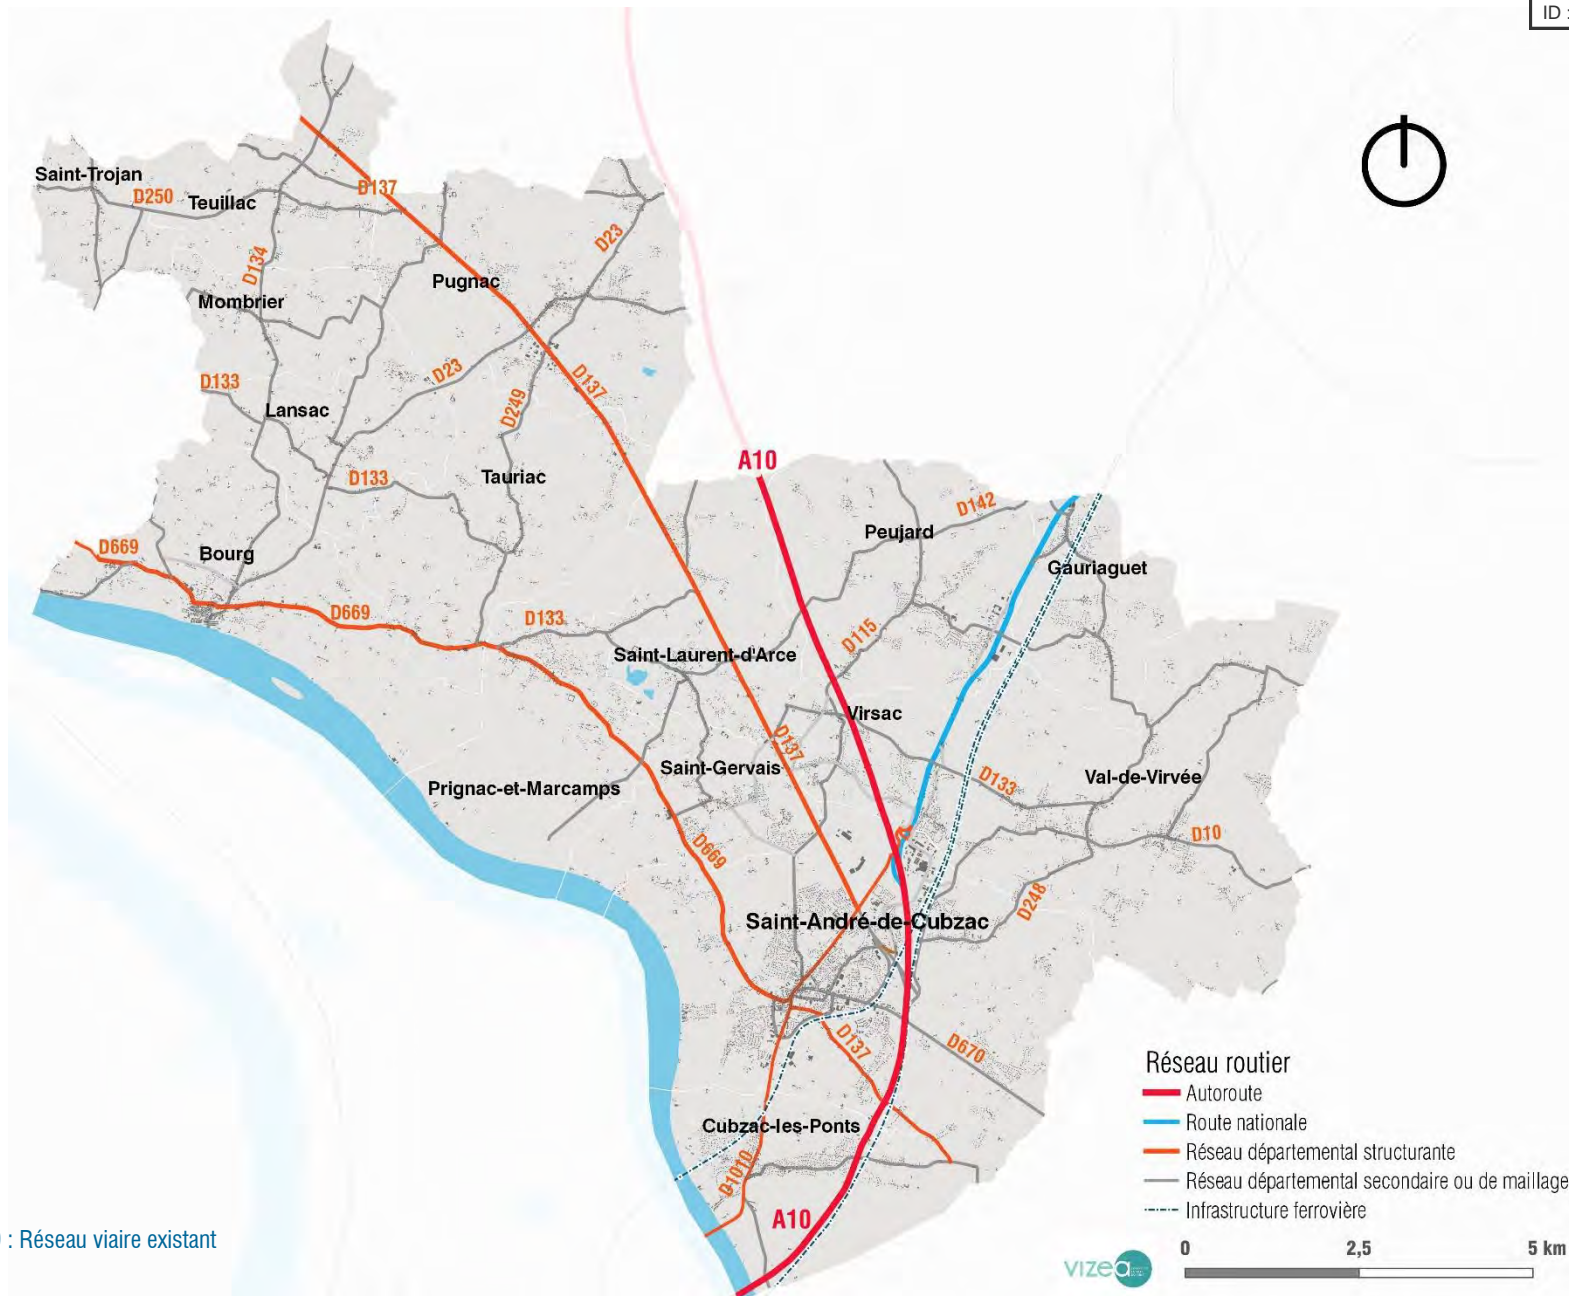 ID :
Saint-Trojan
D250
Teuillac
D137
D134
D23
Mombrier
Pugnac
D133
D23
D137
Lansac
D249
D133
Tauriac
A10
D142
Peujard
D669
Bourg
Gauriaguet
D669
D133
D115
Saint-Laurent-d'Arce
Virsac
D137
Saint-Gervais
D133
Val-de-Virvée
Prignac-et-Marcamps
D669
D10
D248
Saint-André-de-Cubzac
D137
D670
Cubzac-les-Ponts
D1010
A10
Réseau routier
Autoroute
Route nationale
Réseau départemental structurante
Réseau départemental secondaire ou de maillage
Infrastructure ferrovière
: Réseau viaire existant
vizea
0 2,5 5 km